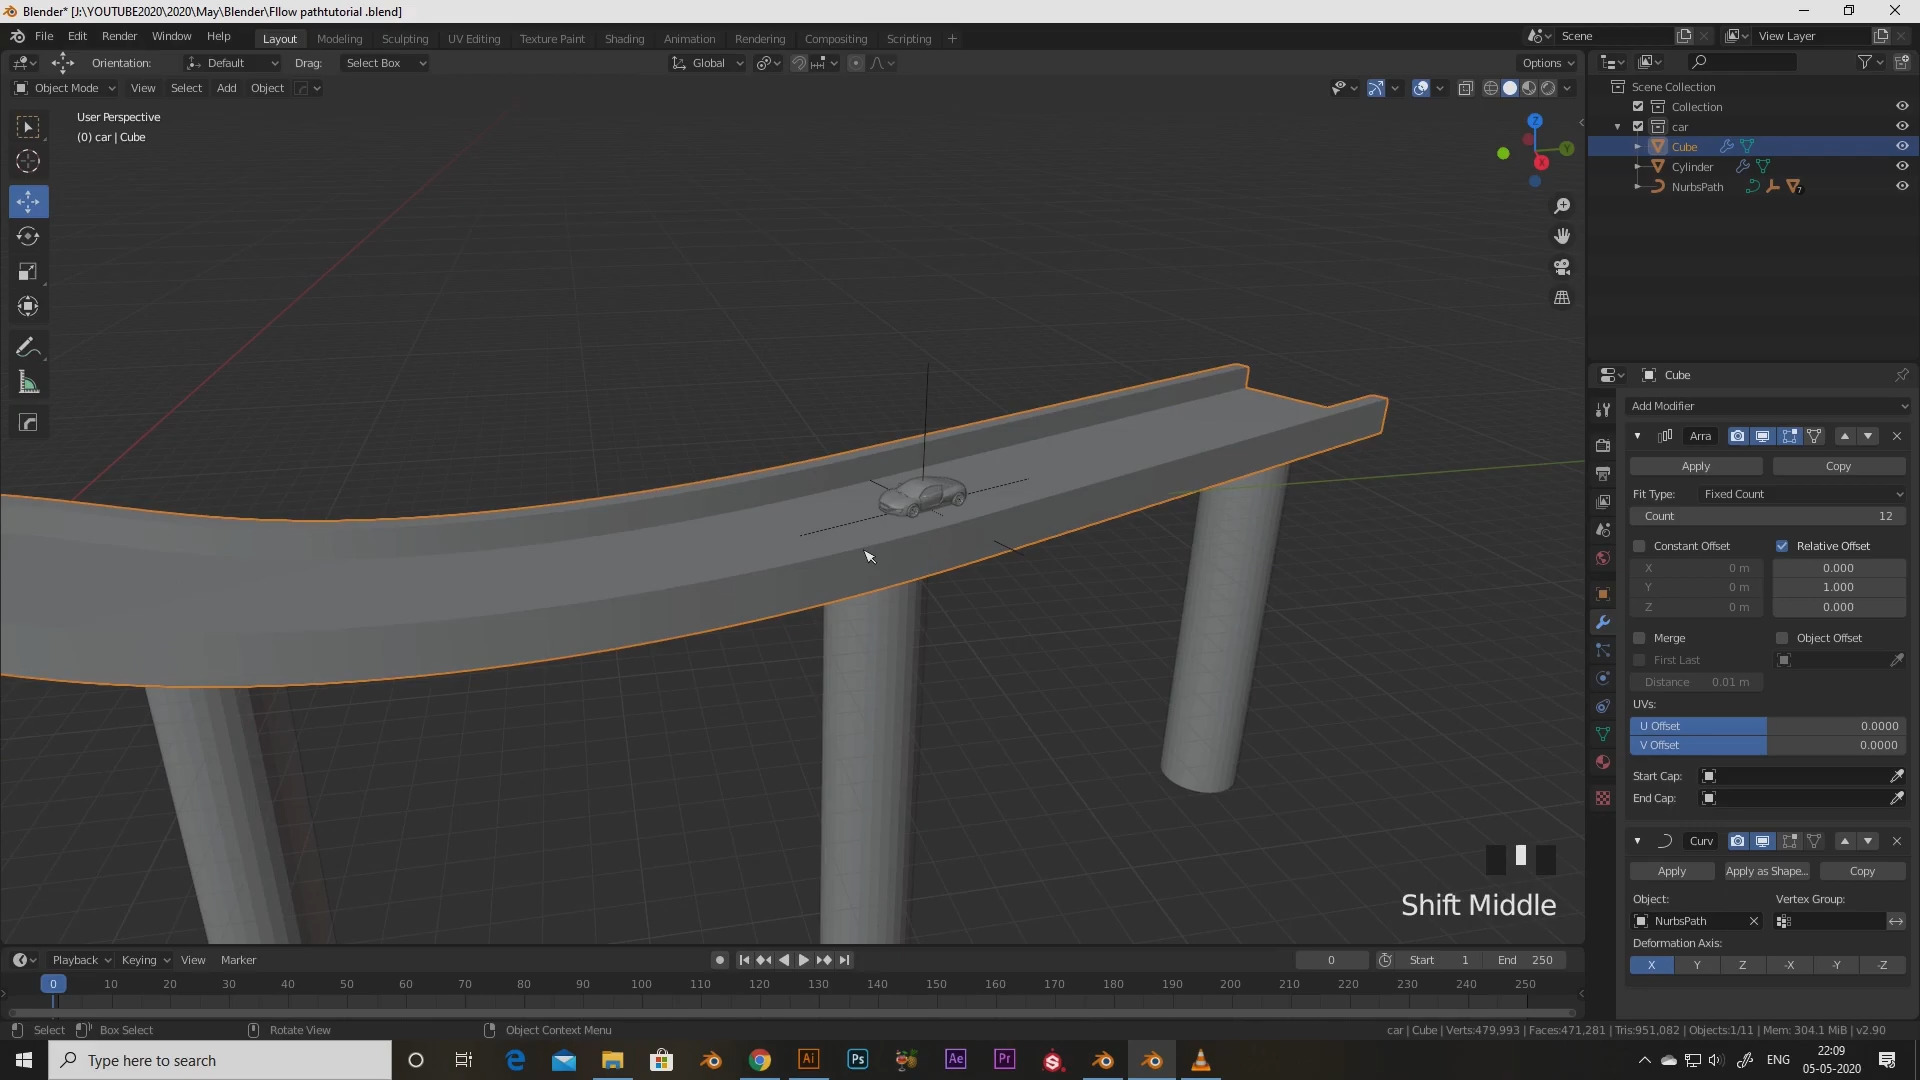 Blender* [J:\YOUTUBE2020\2020\May\Blender\Fllow pathtutorial .blend]
File Edit Render Window Help
Layout Modeling Sculpting UV Editing Texture Paint Shading Animation Rendering Compositing Scripting
Scene
View Layer
Orientation: Default Drag: Select Box
Global
Options
Object Mode View Select Add Object
User Perspective
(0) car | Cube
Z
Y
X
Scene Collection
Collection
car
Cube
Cylinder
NurbsPath
7
Cube
Add Modifier
Arra
Apply Copy
Fit Type: Fixed Count
Count 12
Constant Offset Relative Offset
X 0 m 0.000
Y 0 m 1.000
Z 0 m 0.000
Merge Object Offset
First Last
Distance 0.01 m
UVs:
U Offset 0.0000
V Offset 0.0000
Start Cap:
End Cap:
Curv
Apply Apply as Shape... Copy
Object: Vertex Group:
NurbsPath
Deformation Axis:
X Y Z -X -Y -Z
Shift Middle
Playback Keying View Marker
0 Start 1 End 250
0 10 20 30 40 50 60 70 80 90 100 110 120 130 140 150 160 170 180 190 200 210 220 230 240 250
Select Box Select Rotate View Object Context Menu
car | Cube | Verts:479,993 | Faces:471,281 | Tris:951,082 | Objects:1/11 | Mem: 304.1 MiB | v2.90
Type here to search
Ai Ps Ae Pr
ENG
22:09
05-05-2020